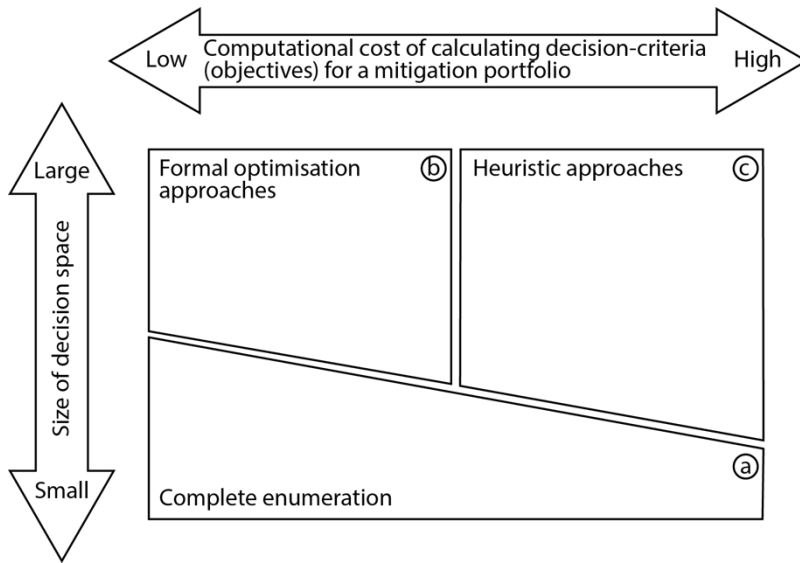 Low
Computational cost of calculating decision-criteria
(objectives) for a mitigation portfolio
High
Large
Size of decision space
Small
Formal optimisation
approaches
b
Heuristic approaches
c
a
Complete enumeration